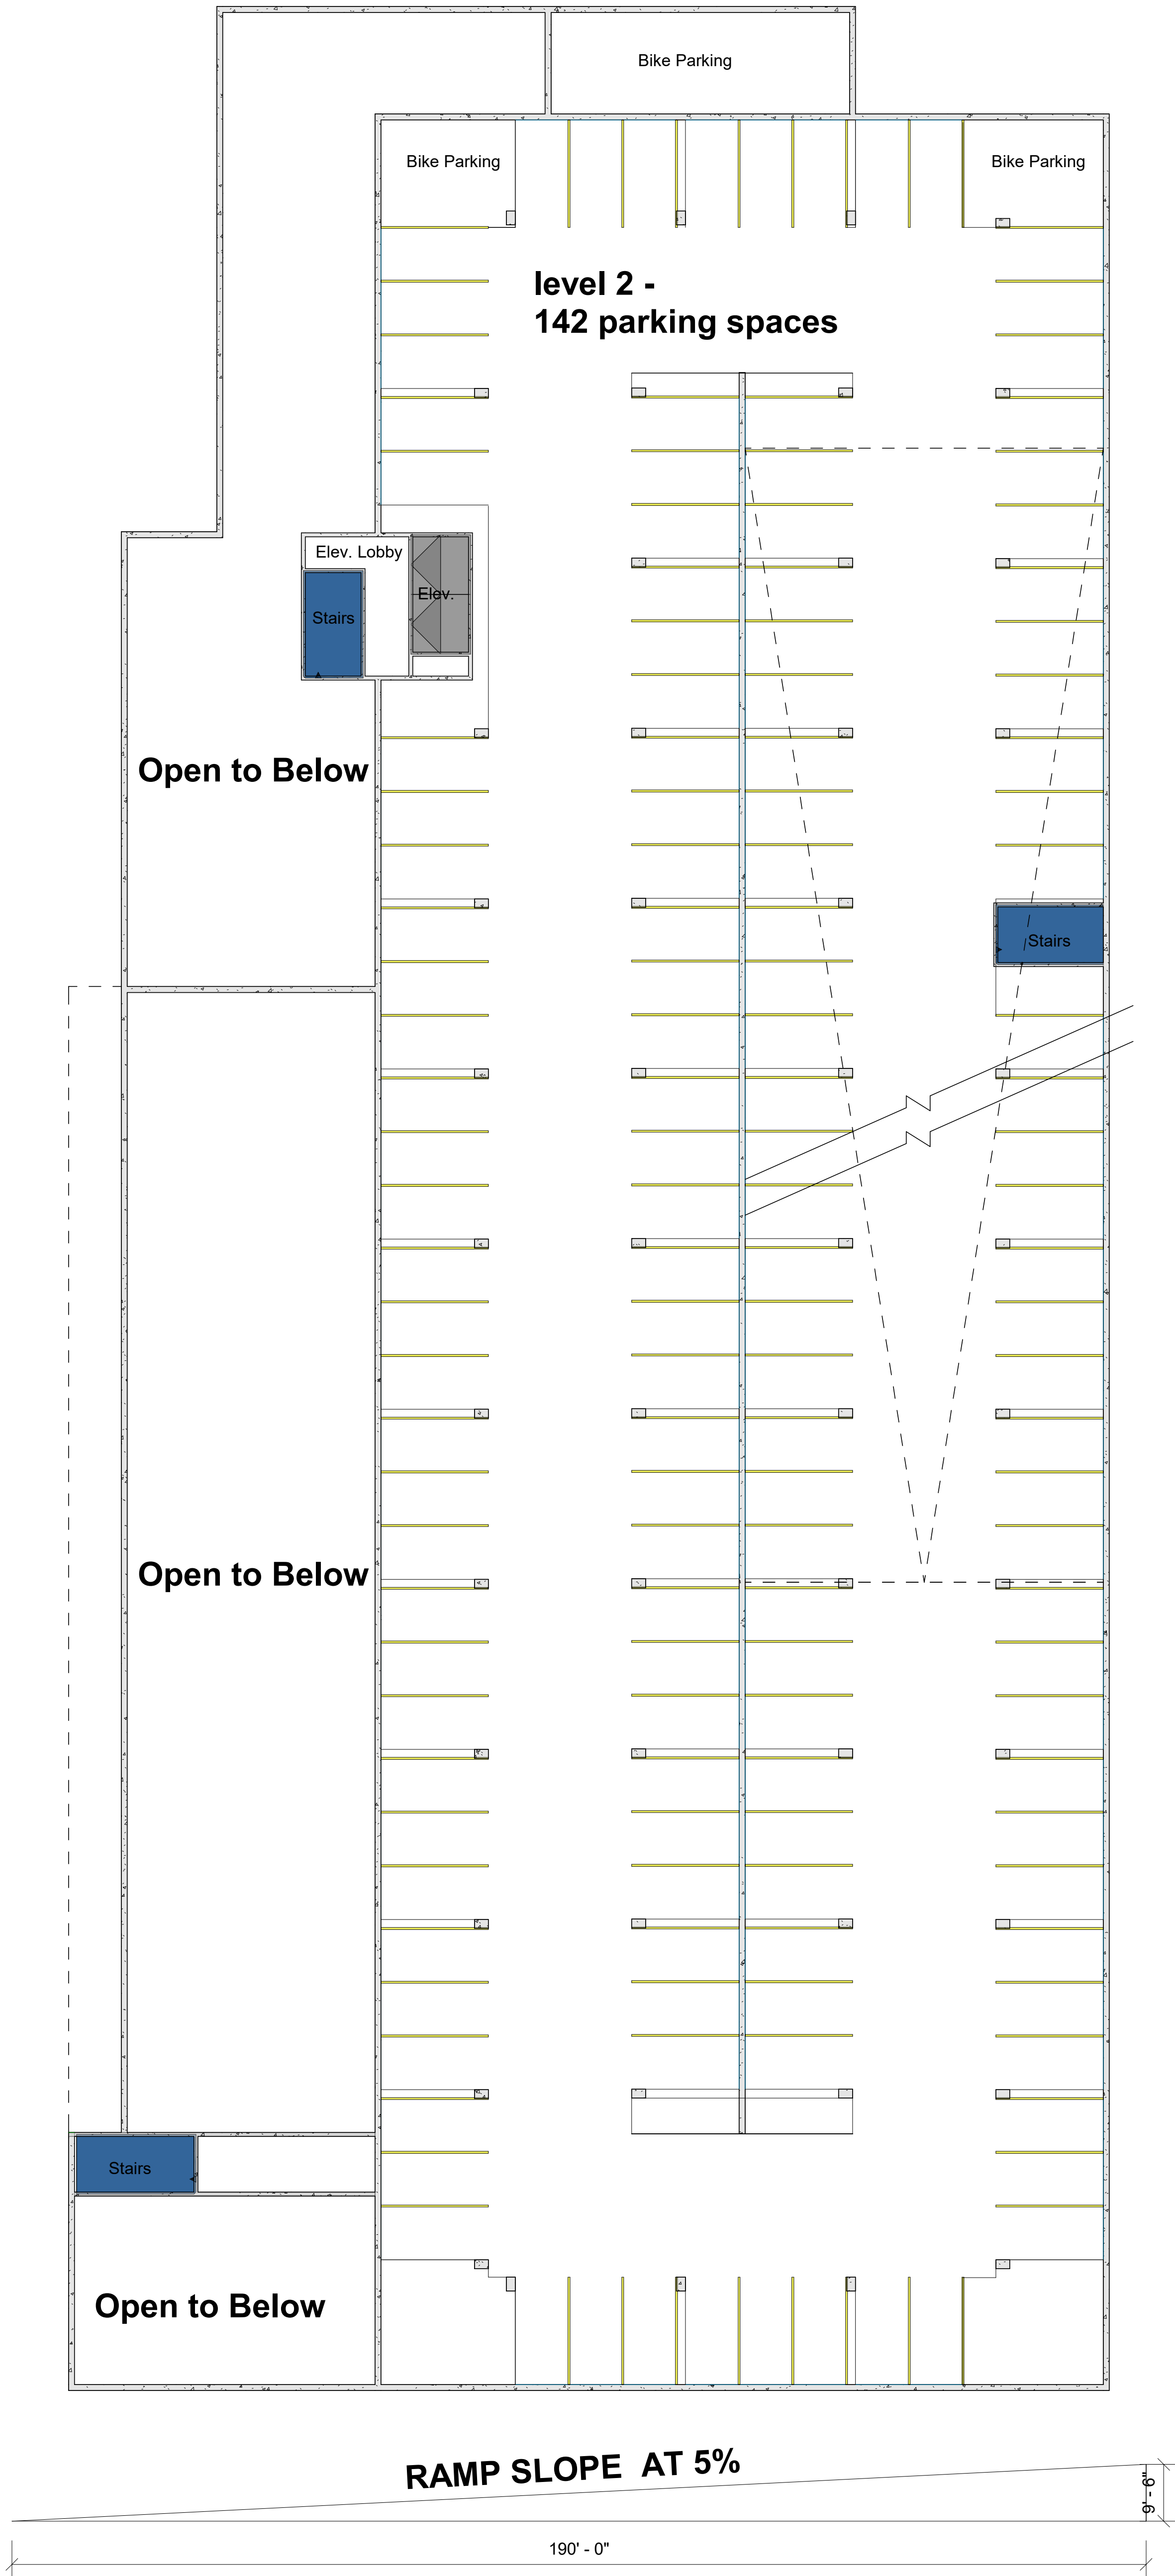 Bike Parking
Bike Parking
Bike Parking
level 2 -
142 parking spaces
Elev. Lobby
Elev.
Stairs
Open to Below
Stairs
Open to Below
Stairs
Open to Below
RAMP SLOPE AT 5%
9' - 6"
190' - 0"